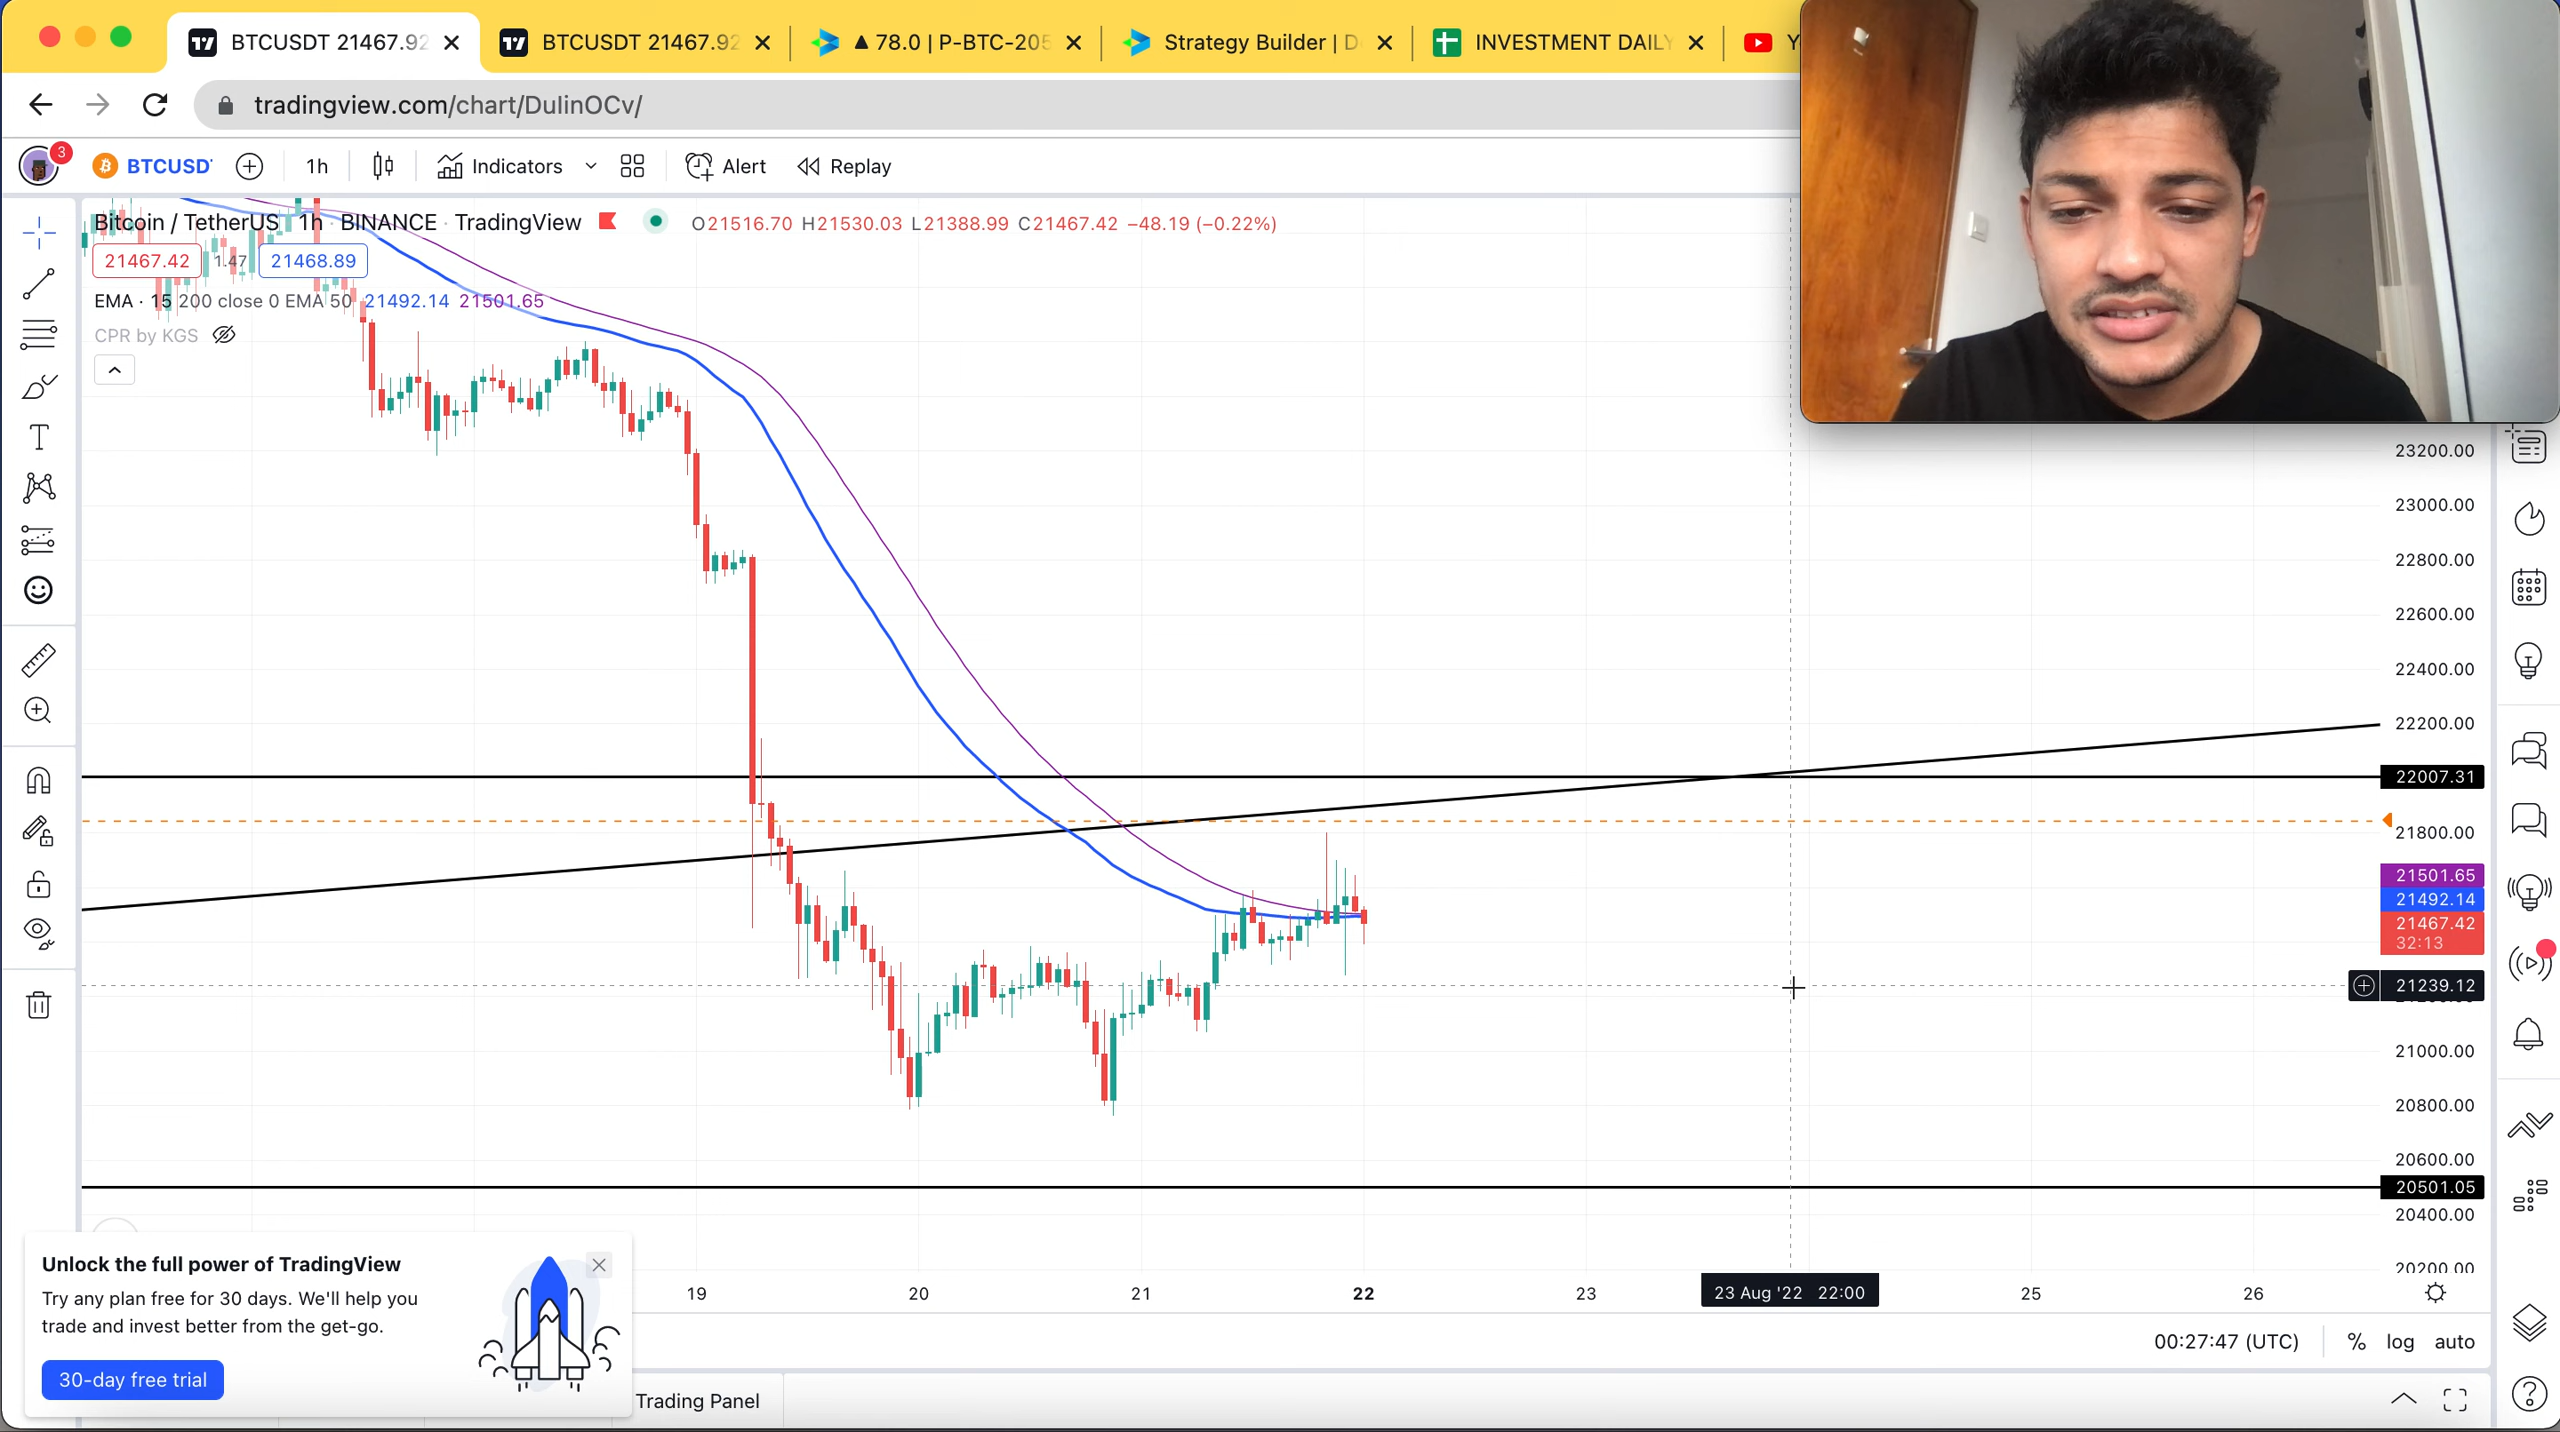 BTCUSDT 21467.92
BTCUSDT 21467.92
▲ 78.0 | P-BTC-205
Strategy Builder | D
INVESTMENT DAILY
Y
tradingview.com/chart/DulinOCv/
3
BTCUSD
1h
Indicators
Alert
Replay
Bitcoin / TetherUS · 1h · BINANCE · TradingView
O21516.70 H21530.03 L21388.99 C21467.42 −48.19 (−0.22%)
21467.42 1.47 21468.89
EMA · 15 200 close 0 EMA 50 21492.14 21501.65
CPR by KGS
23200.00
23000.00
22800.00
22600.00
22400.00
22200.00
22007.31
21800.00
21501.65
21492.14
21467.42
32:13
21239.12
21000.00
20800.00
20600.00
20501.05
20400.00
20200.00
19 20 21 22 23 23 Aug '22 22:00 25 26
Unlock the full power of TradingView
Try any plan free for 30 days. We'll help you
trade and invest better from the get-go.
30-day free trial
00:27:47 (UTC)
% log auto
Trading Panel